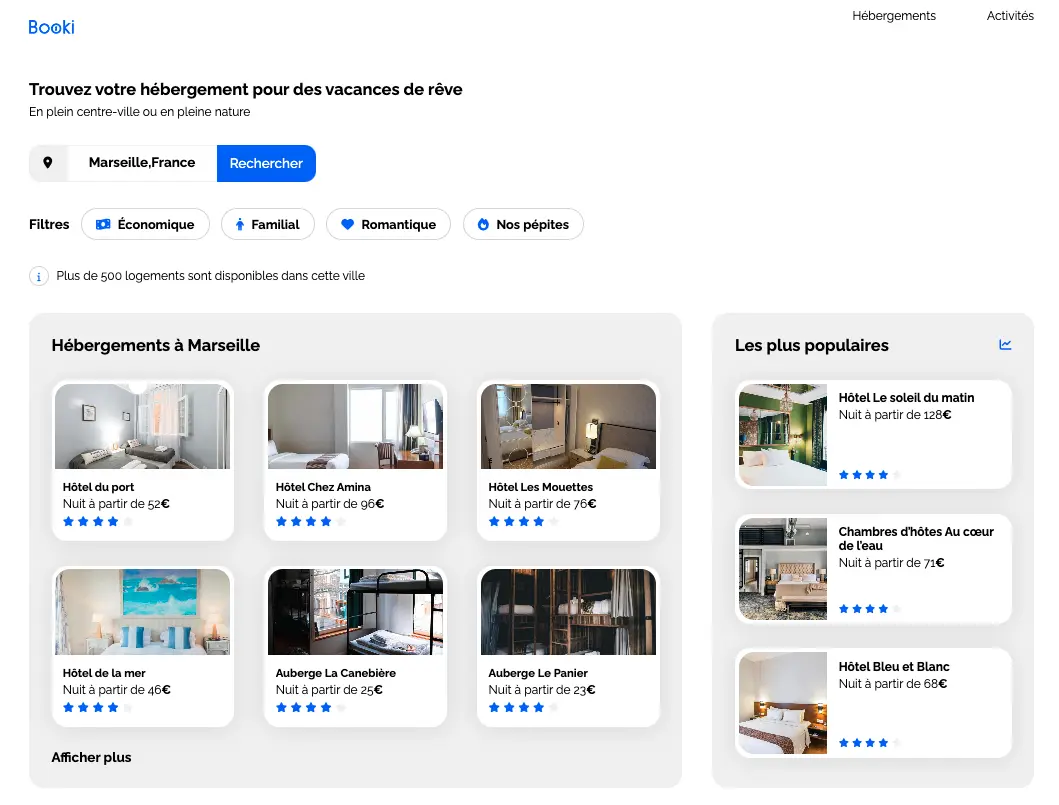 Booki
Hébergements
Activités
Trouvez votre hébergement pour des vacances de rêve
En plein centre-ville ou en pleine nature
Marseille,France
Rechercher
Filtres
Économique
Familial
Romantique
Nos pépites
Plus de 500 logements sont disponibles dans cette ville
Hébergements à Marseille
Hôtel du port
Nuit à partir de 52€
Hôtel Chez Amina
Nuit à partir de 96€
Hôtel Les Mouettes
Nuit à partir de 76€
Hôtel de la mer
Nuit à partir de 46€
Auberge La Canebière
Nuit à partir de 25€
Auberge Le Panier
Nuit à partir de 23€
Afficher plus
Les plus populaires
Hôtel Le soleil du matin
Nuit à partir de 128€
Chambres d'hôtes Au cœur
de l'eau
Nuit à partir de 71€
Hôtel Bleu et Blanc
Nuit à partir de 68€